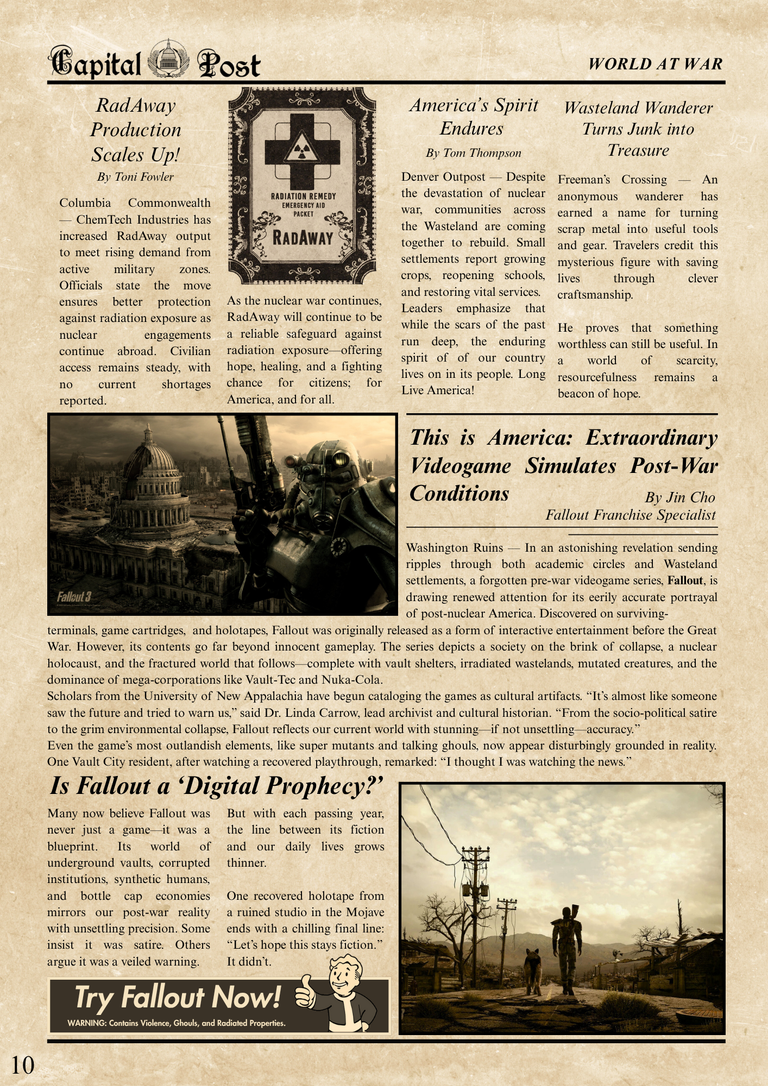 Capital Post
WORLD AT WAR
RadAway
Production
Scales Up!
By Toni Fowler
Columbia Commonwealth
— ChemTech Industries has
increased RadAway output
to meet rising demand from
active military zones.
Officials state the move
ensures better protection
against radiation exposure as
nuclear engagements
continue abroad. Civilian
access remains steady, with
no current shortages
reported.
RADIATION REMEDY
EMERGENCY AID
PACKET
RADAWAY
As the nuclear war continues,
RadAway will continue to be
a reliable safeguard against
radiation exposure—offering
hope, healing, and a fighting
chance for citizens; for
America, and for all.
America's Spirit
Endures
By Tom Thompson
Denver Outpost — Despite
the devastation of nuclear
war, communities across
the Wasteland are coming
together to rebuild. Small
settlements report growing
crops, reopening schools,
and restoring vital services.
Leaders emphasize that
while the scars of the past
run deep, the enduring
spirit of of our country
lives on in its people. Long
Live America!
Wasteland Wanderer
Turns Junk into
Treasure
Freeman's Crossing — An
anonymous wanderer has
earned a name for turning
scrap metal into useful tools
and gear. Travelers credit this
mysterious figure with saving
lives through clever
craftsmanship.
He proves that something
worthless can still be useful. In
a world of scarcity,
resourcefulness remains a
beacon of hope.
Fallout 3
This is America: Extraordinary
Videogame Simulates Post-War
Conditions
By Jin Cho
Fallout Franchise Specialist
Washington Ruins — In an astonishing revelation sending
ripples through both academic circles and Wasteland
settlements, a forgotten pre-war videogame series, Fallout, is
drawing renewed attention for its eerily accurate portrayal
of post-nuclear America. Discovered on surviving-
terminals, game cartridges, and holotapes, Fallout was originally released as a form of interactive entertainment before the Great
War. However, its contents go far beyond innocent gameplay. The series depicts a society on the brink of collapse, a nuclear
holocaust, and the fractured world that follows—complete with vault shelters, irradiated wastelands, mutated creatures, and the
dominance of mega-corporations like Vault-Tec and Nuka-Cola.
Scholars from the University of New Appalachia have begun cataloging the games as cultural artifacts. “It's almost like someone
saw the future and tried to warn us,” said Dr. Linda Carrow, lead archivist and cultural historian. “From the socio-political satire
to the grim environmental collapse, Fallout reflects our current world with stunning—if not unsettling—accuracy.”
Even the game's most outlandish elements, like super mutants and talking ghouls, now appear disturbingly grounded in reality.
One Vault City resident, after watching a recovered playthrough, remarked: “I thought I was watching the news.”
Is Fallout a ‘Digital Prophecy?’
Many now believe Fallout was
never just a game—it was a
blueprint. Its world of
underground vaults, corrupted
institutions, synthetic humans,
and bottle cap economies
mirrors our post-war reality
with unsettling precision. Some
insist it was satire. Others
argue it was a veiled warning.
But with each passing year,
the line between its fiction
and our daily lives grows
thinner.
One recovered holotape from
a ruined studio in the Mojave
ends with a chilling final line:
“Let's hope this stays fiction.”
It didn't.
Try Fallout Now!
WARNING: Contains Violence, Ghouls, and Radiated Properties.
10